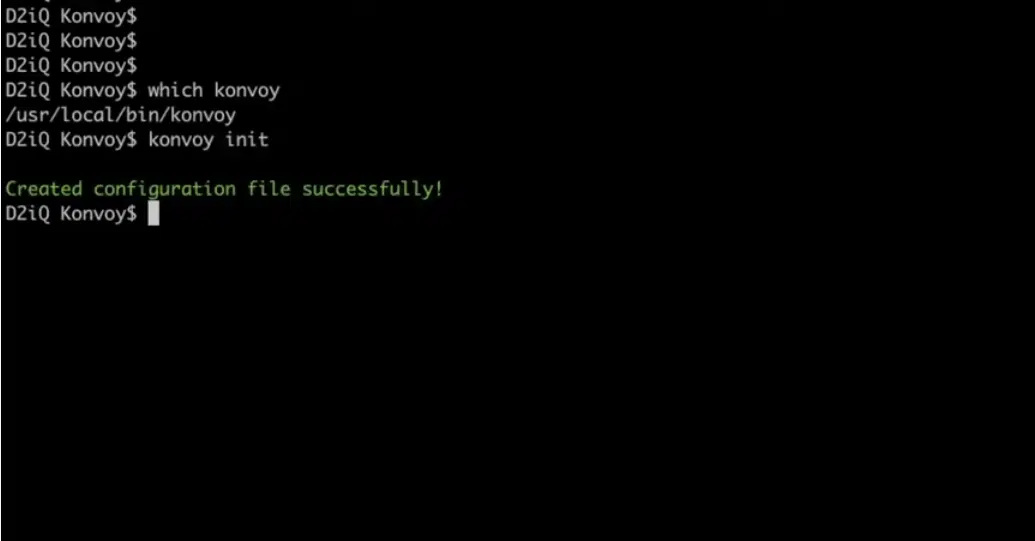 D2iQ Konvoy$
D2iQ Konvoy$
D2iQ Konvoy$
D2iQ Konvoy$ which konvoy
/usr/local/bin/konvoy
D2iQ Konvoy$ konvoy init
Created configuration file successfully!
D2iQ Konvoy$